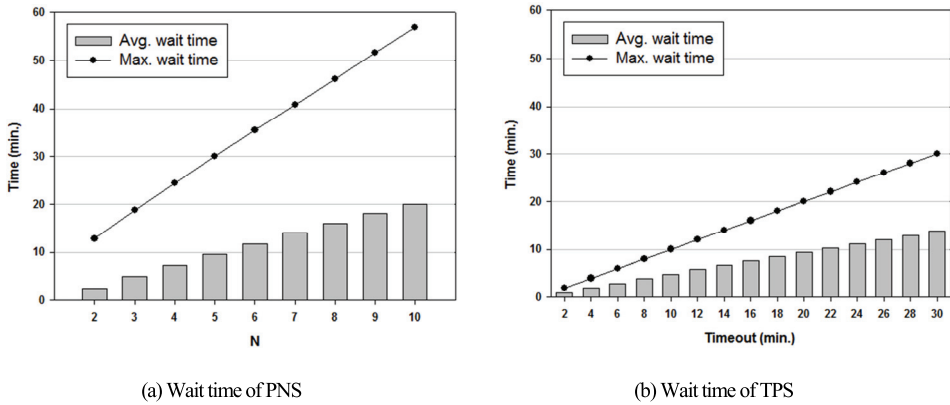 60
50
40
30
20
10
0
Time (min.)
Avg. wait time
Max. wait time
2 3 4 5 6 7 8 9 10
N
(a) Wait time of PNS
60
50
40
30
20
10
0
Time (min.)
Avg. wait time
Max. wait time
2 4 6 8 10 12 14 16 18 20 22 24 26 28 30
Timeout (min.)
(b) Wait time of TPS